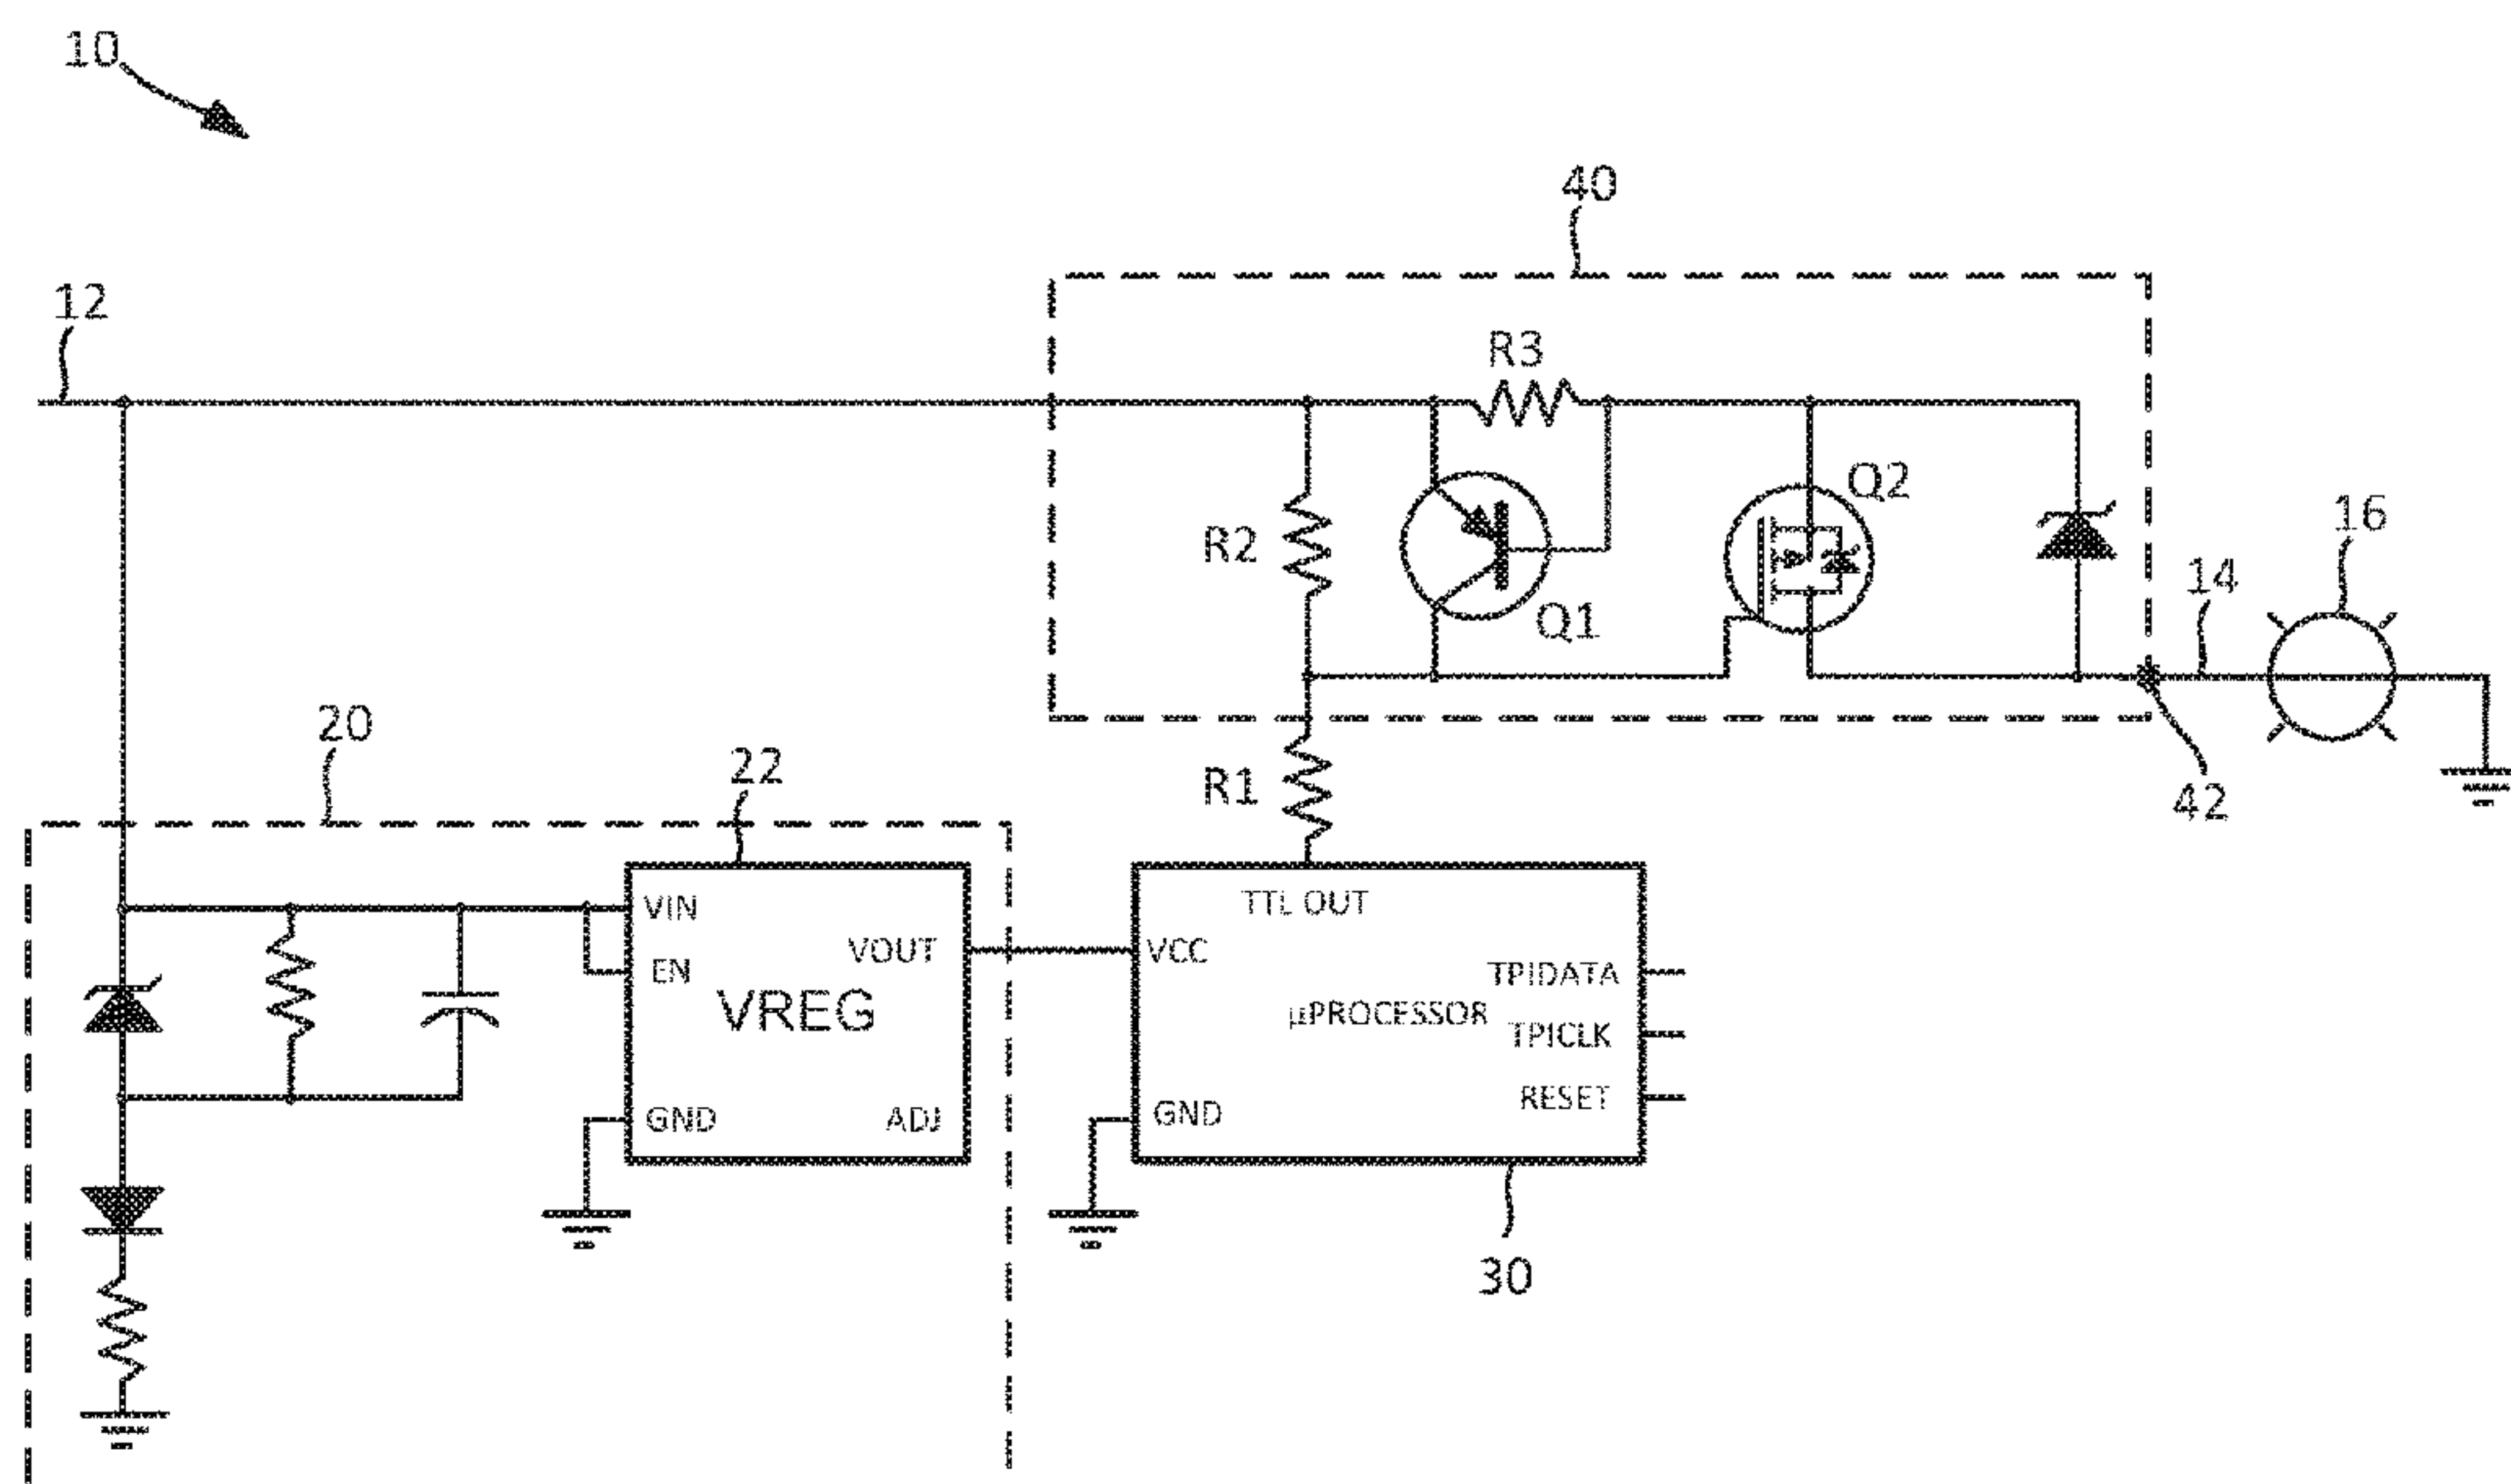 10
40
12
R3
Q2
16
R2
14
Q1
20
22
R1
42
VIN
TTL OUT
VOUT
VCC
EN
TPIDATA
VREG
µPROCESSOR
TPICLK
RESET
GND
ADJ
GND
30